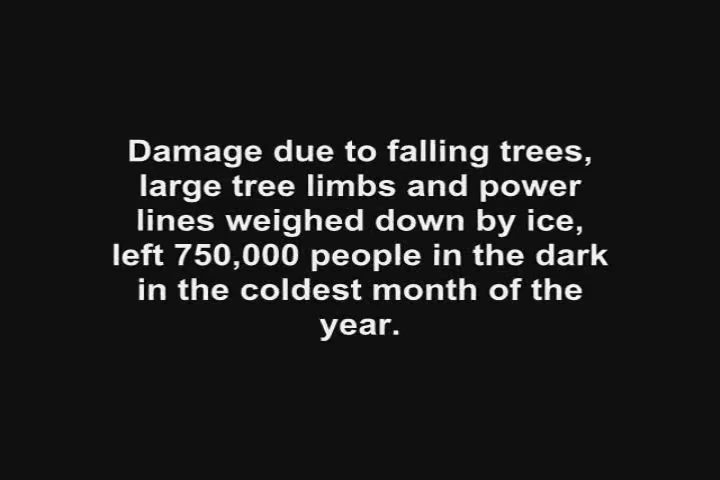 Damage due to falling trees,
large tree limbs and power
lines weighed down by ice,
left 750,000 people in the dark
in the coldest month of the
year.